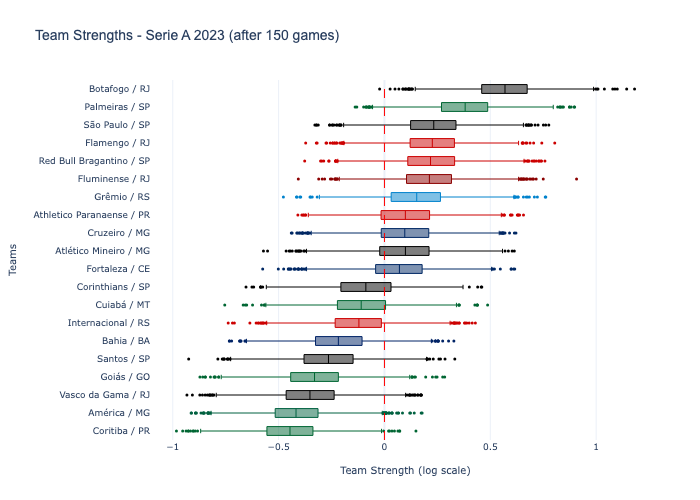 Team Strengths - Serie A 2023 (after 150 games)
Botafogo / RJ
Palmeiras / SP
São Paulo / SP
Flamengo / RJ
Red Bull Bragantino / SP
Fluminense / RJ
Grêmio / RS
Athletico Paranaense / PR
Cruzeiro / MG
Atlético Mineiro / MG
Fortaleza / CE
Corinthians / SP
Cuiabá / MT
Internacional / RS
Bahia / BA
Santos / SP
Goiás / GO
Vasco da Gama / RJ
América / MG
Coritiba / PR
Teams
−1 −0.5 0 0.5 1
Team Strength (log scale)